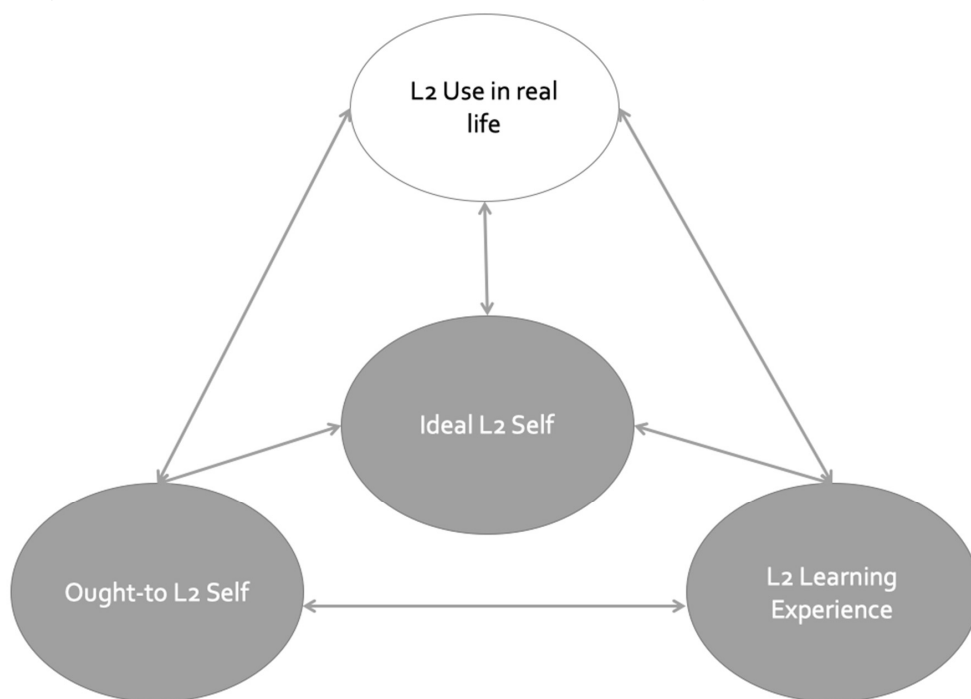 L2 Use in real
life
Ideal L2 Self
Ought-to L2 Self
L2 Learning
Experience